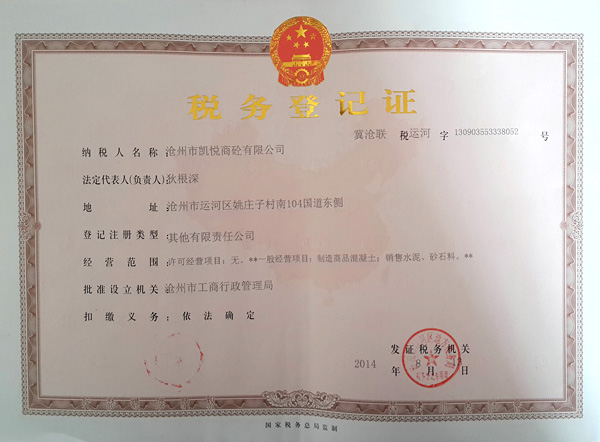 税务登记证
冀沧联 税运河 字 130903553338052 号
纳税人名称:沧州市凯悦商砼有限公司
法定代表人(负责人)狄根深
地 址:沧州市运河区姚庄子村南104国道东侧
登记注册类型:其他有限责任公司
经营范围:许可经营项目:无。**一般经营项目:制造商品混凝土;销售水泥、砂石料。**
批准设立机关:沧州市工商行政管理局
扣缴义务:依法确定
发证税务机关
2014 年 8 月 日
国家税务总局监制